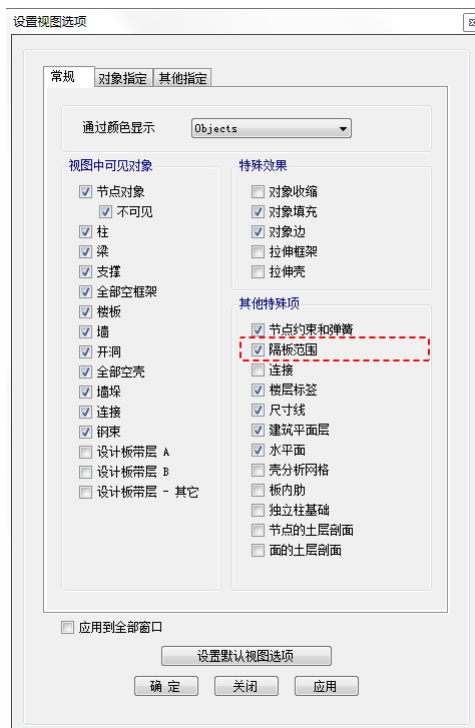 设置视图选项
常规 对象指定 其他指定
通过颜色显示 Objects
视图中可见对象
节点对象
不可见
柱
梁
支撑
全部空框架
楼板
墙
开洞
全部空壳
墙垛
连接
钢束
设计板带层 A
设计板带层 B
设计板带层 - 其它
特殊效果
对象收缩
对象填充
对象边
拉伸框架
拉伸壳
其他特殊项
节点约束和弹簧
隔板范围
连接
楼层标签
尺寸线
建筑平面层
水平面
壳分析网格
板内肋
独立柱基础
节点的土层剖面
面的土层剖面
应用到全部窗口
设置默认视图选项
确 定 关闭 应用